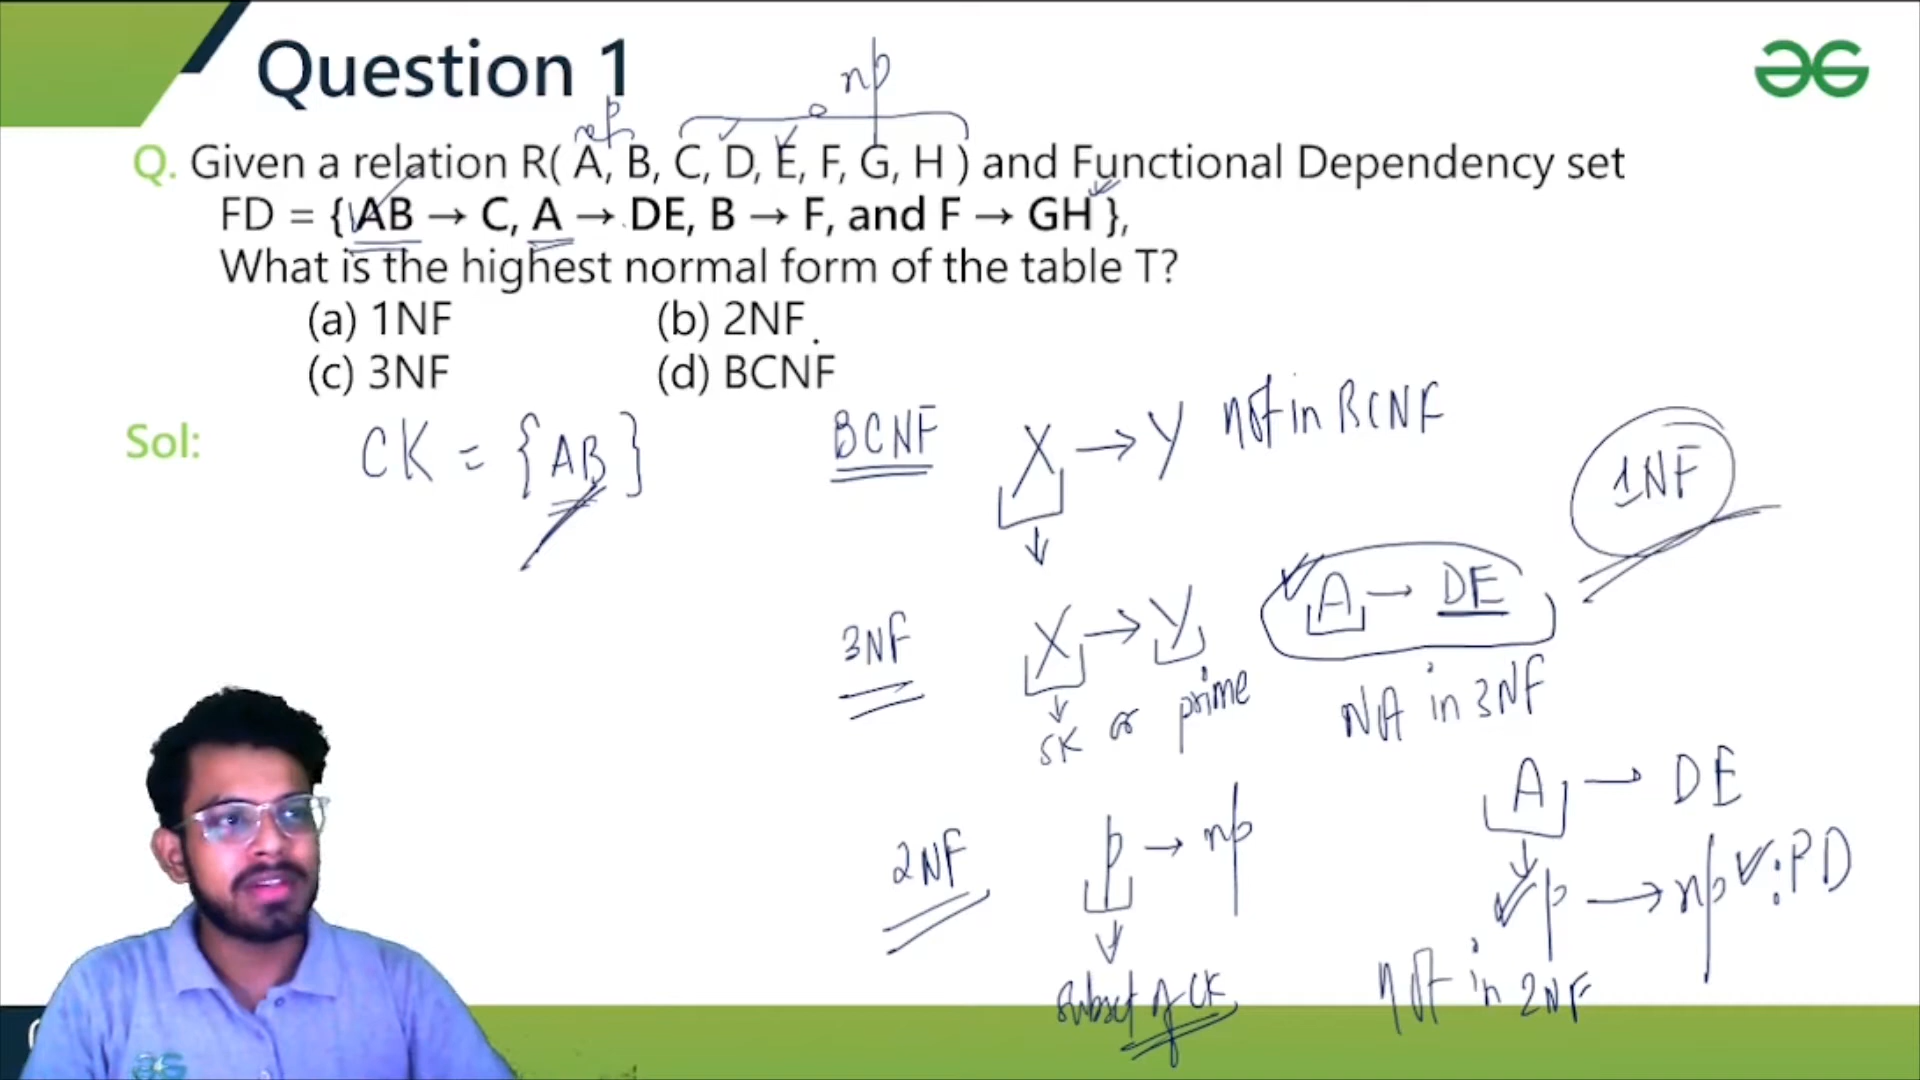 Question 1
np
p
Q. Given a relation R( A, B, C, D, E, F, G, H ) and Functional Dependency set
FD = { AB → C, A → DE, B → F, and F → GH },
What is the highest normal form of the table T?
(a) 1NF (b) 2NF
(c) 3NF (d) BCNF
Sol: CK = {AB} BCNF X → Y not in BCNF
1NF
3NF X → Y A → DE
SK or prime
Not in 3NF
A → DE
2NF p → np
p → np ✓ : PD
subset of CK
not in 2NF